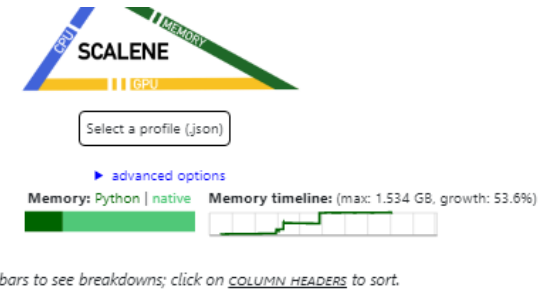 CPU
MEMORY
SCALENE
GPU
Select a profile (.json)
▶ advanced options
Memory: Python | native Memory timeline: (max: 1.534 GB, growth: 53.6%)
bars to see breakdowns; click on COLUMN HEADERS to sort.